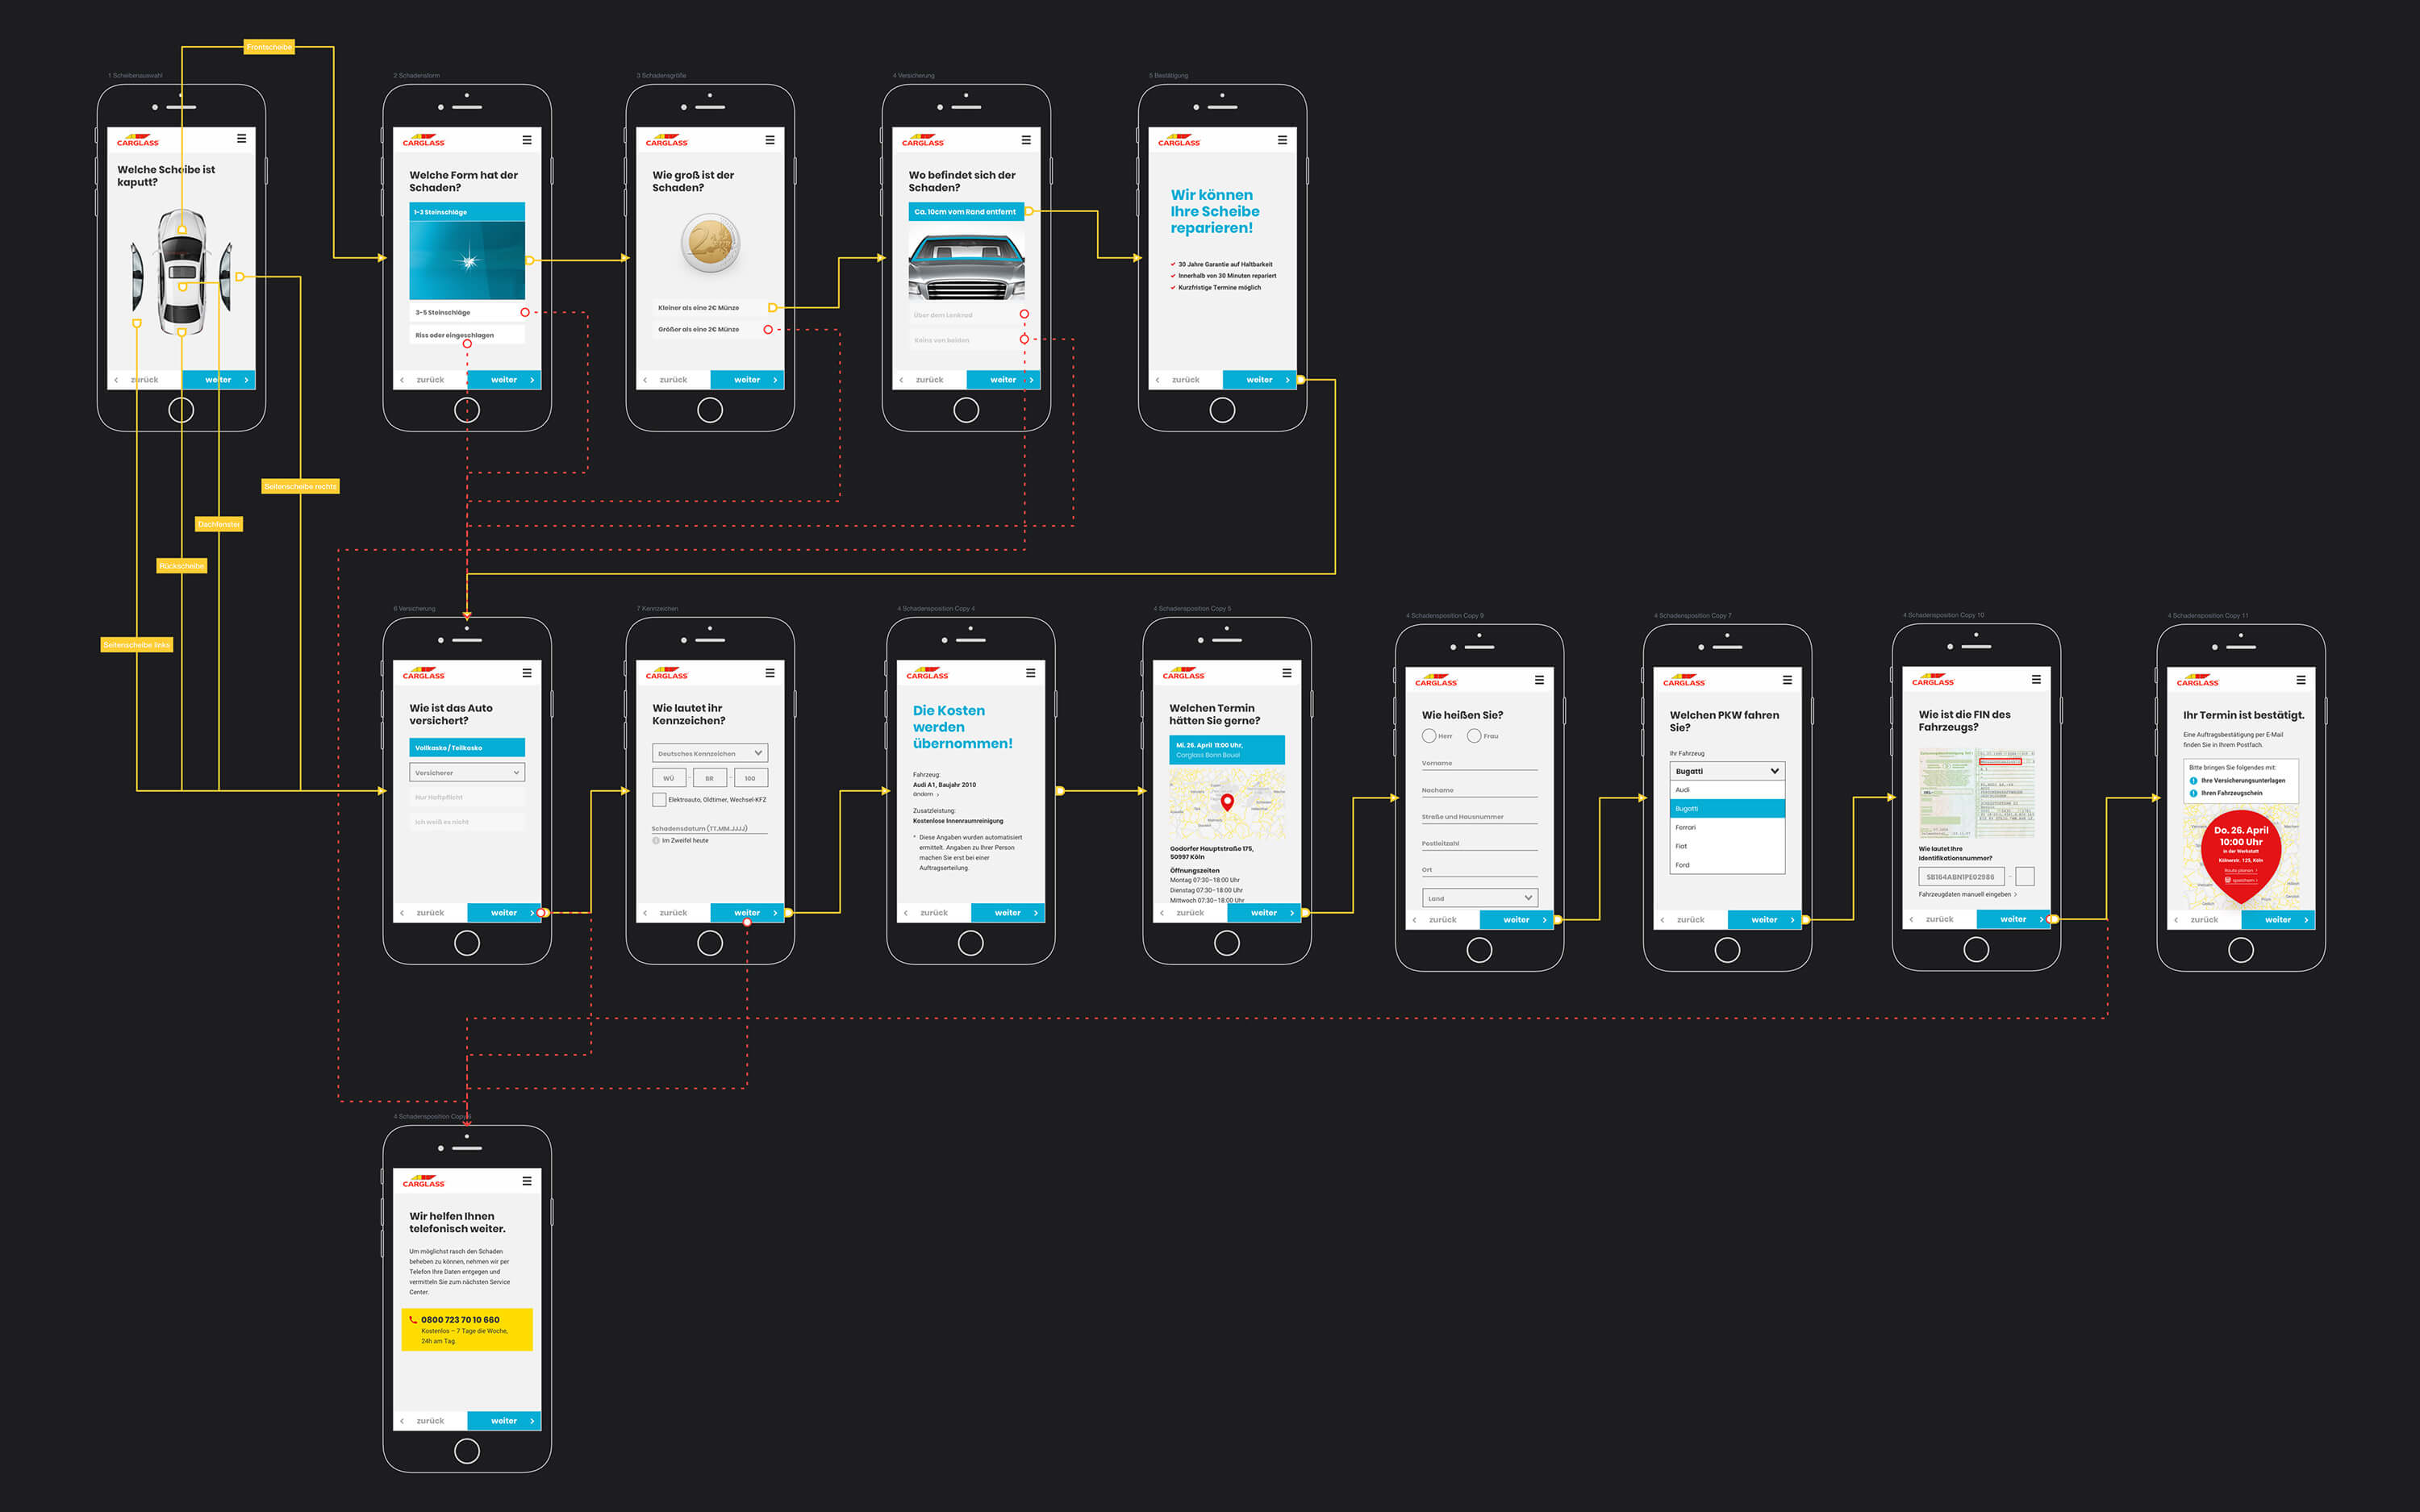 Frontscheibe
1 Scheibenauswahl
CARGLASS
Welche Scheibe ist
kaputt?
zurück
weiter
2 Schadensform
CARGLASS
Welche Form hat der
Schaden?
1-3 Steinschläge
3-5 Steinschläge
Riss oder eingeschlagen
zurück
weiter
3 Schadensgröße
CARGLASS
Wie groß ist der
Schaden?
Kleiner als eine 2€ Münze
Größer als eine 2€ Münze
zurück
weiter
4 Versicherung
CARGLASS
Wo befindet sich der
Schaden?
Ca. 10cm vom Rand entfernt
Über dem Lenkrad
Keins von beiden
zurück
weiter
5 Bestätigung
CARGLASS
Wir können
Ihre Scheibe
reparieren!
30 Jahre Garantie auf Haltbarkeit
Innerhalb von 30 Minuten repariert
Kurzfristige Termine möglich
zurück
weiter
Seitenscheibe rechts
Dachfenster
Rückscheibe
Seitenscheibe links
6 Versicherung
CARGLASS
Wie ist das Auto
versichert?
Vollkasko / Teilkasko
Versicherer
Nur Haftpflicht
Ich weiß es nicht
zurück
weiter
7 Kennzeichen
CARGLASS
Wie lautet ihr
Kennzeichen?
Deutsches Kennzeichen
WÜ - BR - 100
Elektroauto, Oldtimer, Wechsel-KFZ
Schadensdatum (TT.MM.JJJJ)
Im Zweifel heute
zurück
weiter
4 Schadensposition Copy 4
CARGLASS
Die Kosten
werden
übernommen!
Fahrzeug:
Audi A1, Baujahr 2010
ändern
Zusatzleistung:
Kostenlose Innenraumreinigung
* Diese Angaben wurden automatisiert
ermittelt. Angaben zu Ihrer Person
machen Sie erst bei einer
Auftragserteilung.
zurück
weiter
4 Schadensposition Copy 5
CARGLASS
Welchen Termin
hätten Sie gerne?
Mi. 26. April 11:00 Uhr,
Carglass Bonn Beuel
Godorfer Hauptstraße 175,
50997 Köln
Öffnungszeiten
Montag 07:30–18:00 Uhr
Dienstag 07:30–18:00 Uhr
Mittwoch 07:30–18:00 Uhr
zurück
weiter
4 Schadensposition Copy 9
CARGLASS
Wie heißen Sie?
Herr
Frau
Vorname
Nachame
Straße und Hausnummer
Postleitzahl
Ort
Land
zurück
weiter
4 Schadensposition Copy 7
CARGLASS
Welchen PKW fahren
Sie?
Ihr Fahrzeug
Bugatti
Audi
Bugatti
Ferrari
Fiat
Ford
zurück
weiter
4 Schadensposition Copy 10
CARGLASS
Wie ist die FIN des
Fahrzeugs?
Wie lautet Ihre
Identifikationsnummer?
SB164ABN1PE02986 -
Fahrzeugdaten manuell eingeben
zurück
weiter
4 Schadensposition Copy 11
CARGLASS
Ihr Termin ist bestätigt.
Eine Auftragsbestätigung per E-Mail
finden Sie in Ihrem Postfach.
Bitte bringen Sie folgendes mit:
Ihre Versicherungsunterlagen
Ihren Fahrzeugschein
Do. 26. April
10:00 Uhr
in der Werkstatt
Kölnerstr. 125, Köln
Route planen
speichern
zurück
weiter
4 Schadensposition Copy 6
CARGLASS
Wir helfen Ihnen
telefonisch weiter.
Um möglichst rasch den Schaden
beheben zu können, nehmen wir per
Telefon Ihre Daten entgegen und
vermitteln Sie zum nächsten Service
Center.
0800 723 70 10 660
Kostenlos – 7 Tage die Woche,
24h am Tag.
zurück
weiter